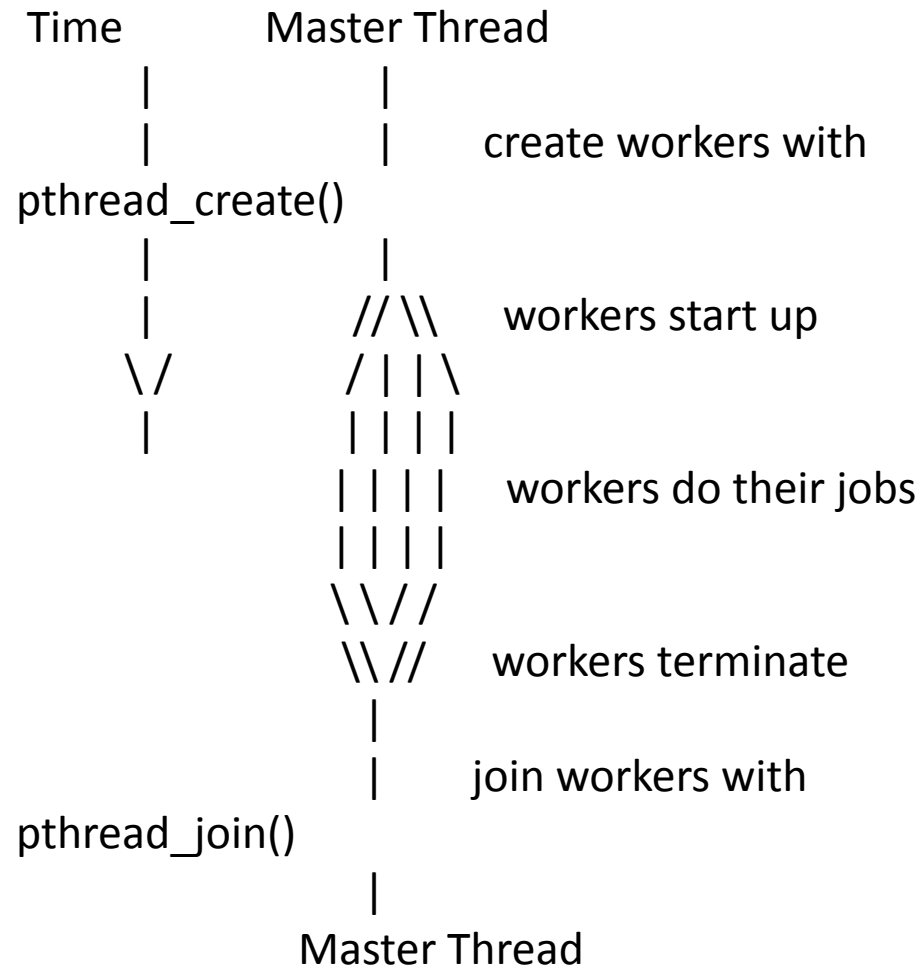 Time Master Thread
| |
| | create workers with
pthread_create()
| |
| // \\ workers start up
\ / / | | \
| | | | |
| | | | workers do their jobs
| | | |
\ \ / /
\\ // workers terminate
|
| join workers with
pthread_join()
|
Master Thread